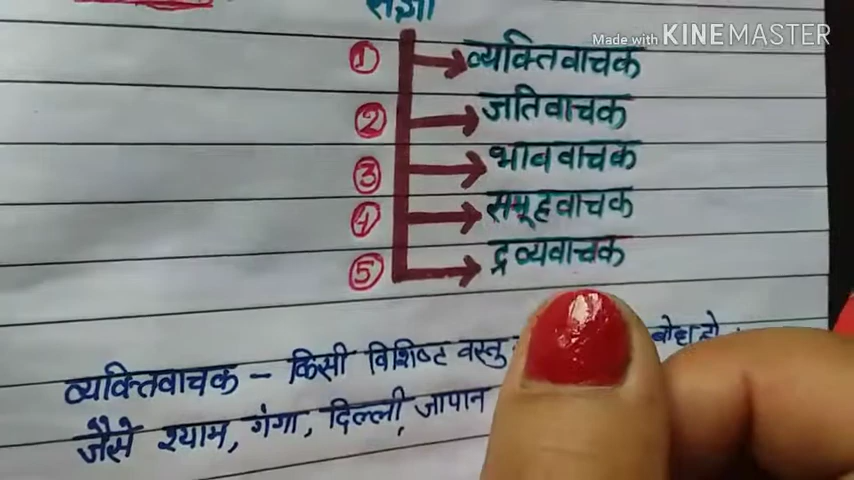 संज्ञा
Made with KINEMASTER
① व्यक्तिवाचक
② जतिवाचक
③ भाववाचक
④ समूहवाचक
⑤ द्रव्यवाचक
व्यक्तिवाचक - किसी विशिष्ट वस्तु बोध हो
जैसे श्याम, गंगा, दिल्ली, जापान